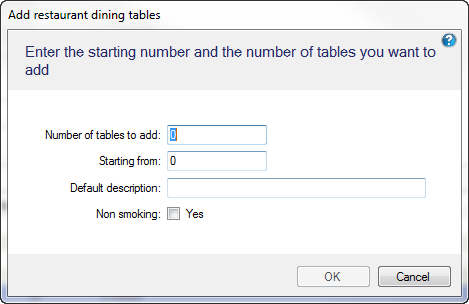 Add restaurant dining tables
Enter the starting number and the number of tables you want to
add
?
Number of tables to add: 0
Starting from: 0
Default description:
Non smoking: Yes
OK Cancel